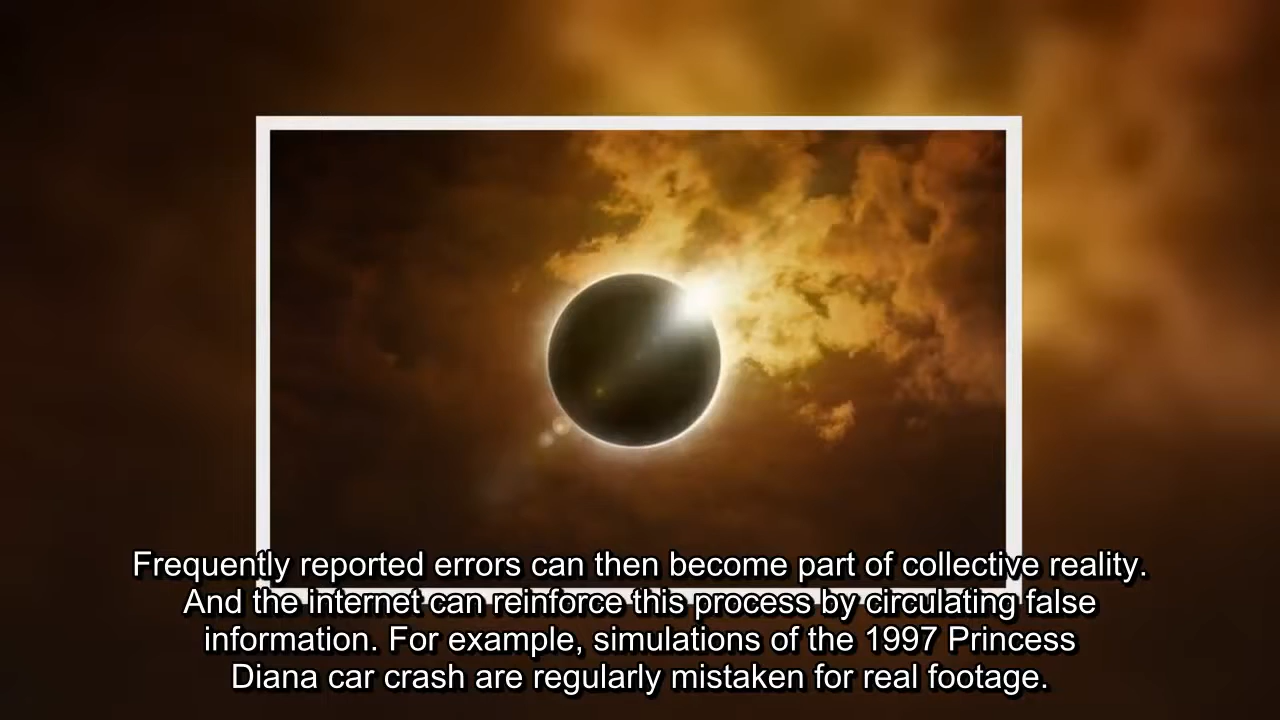 Frequently reported errors can then become part of collective reality.
And the internet can reinforce this process by circulating false
information. For example, simulations of the 1997 Princess
Diana car crash are regularly mistaken for real footage.